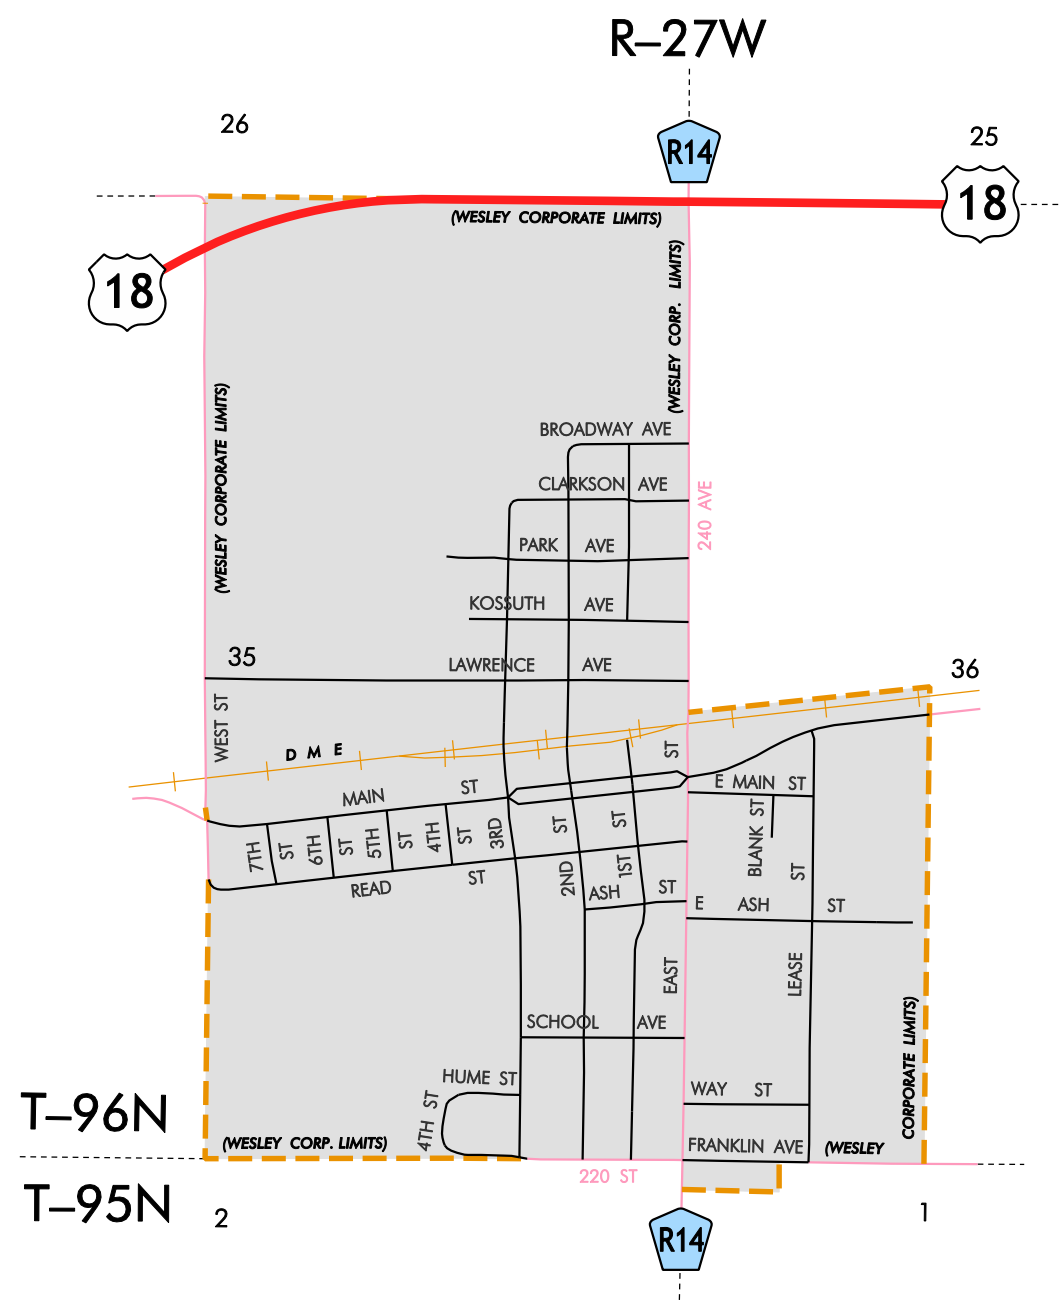 R–27W
26
R14
25
18
(WESLEY CORPORATE LIMITS)
(WESLEY CORP. LIMITS)
18
(WESLEY CORPORATE LIMITS)
BROADWAY AVE
CLARKSON AVE
240 AVE
PARK AVE
KOSSUTH AVE
35
LAWRENCE AVE
36
WEST ST
D M E
MAIN ST
E MAIN ST
7TH ST
6TH ST
5TH ST
4TH ST
3RD
2ND ST
1ST ST
EAST ST
BLANK ST
LEASE ST
READ ST
ASH ST
E ASH ST
SCHOOL AVE
HUME ST
4TH ST
WAY ST
FRANKLIN AVE
(WESLEY CORPORATE LIMITS)
T–96N
(WESLEY CORP. LIMITS)
220 ST
T–95N
2
1
R14